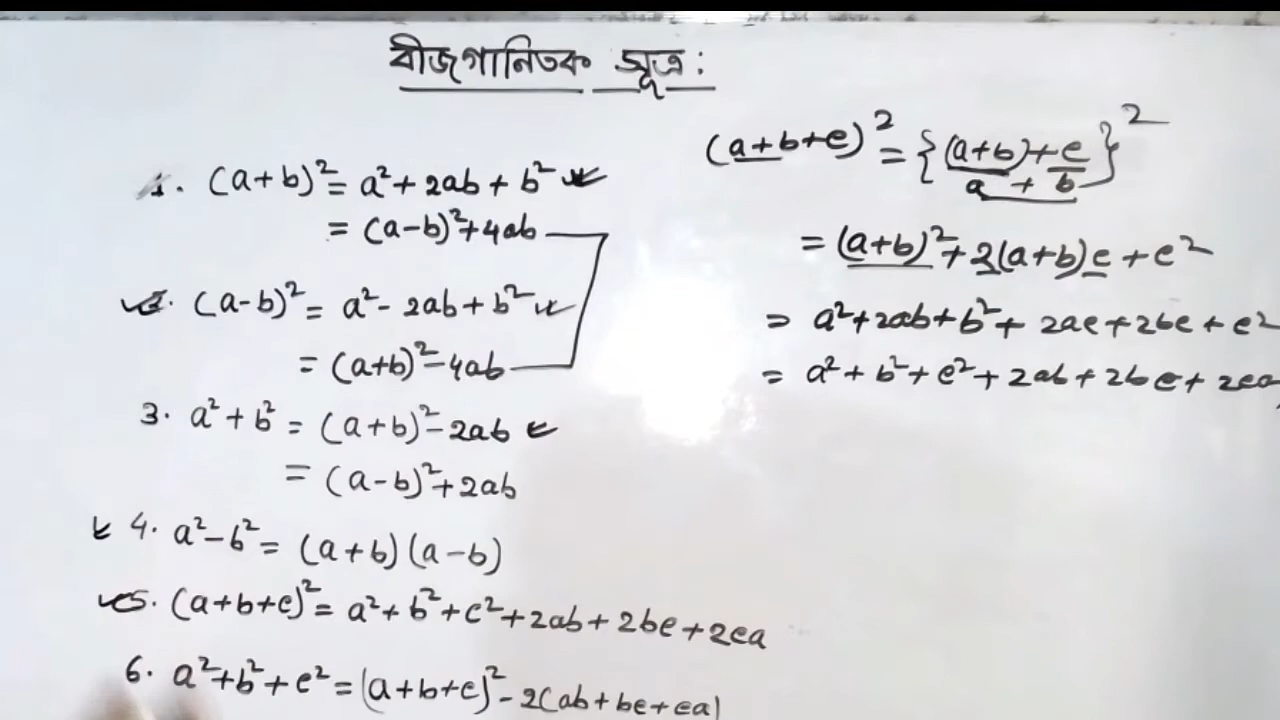 বীজগানিতিক সূত্র:
1. (a+b)² = a² + 2ab + b²
= (a-b)² + 4ab
2. (a-b)² = a² - 2ab + b²
= (a+b)² - 4ab
3. a² + b² = (a+b)² - 2ab
= (a-b)² + 2ab
4. a² - b² = (a+b) (a-b)
5. (a+b+c)² = a² + b² + c² + 2ab + 2bc + 2ca
6. a² + b² + c² = (a+b+c)² - 2(ab + bc + ca)
(a+b+c)² = {(a+b)+c}²
a + b
= (a+b)² + 2(a+b)c + c²
= a² + 2ab + b² + 2ac + 2bc + c²
= a² + b² + c² + 2ab + 2bc + 2ca